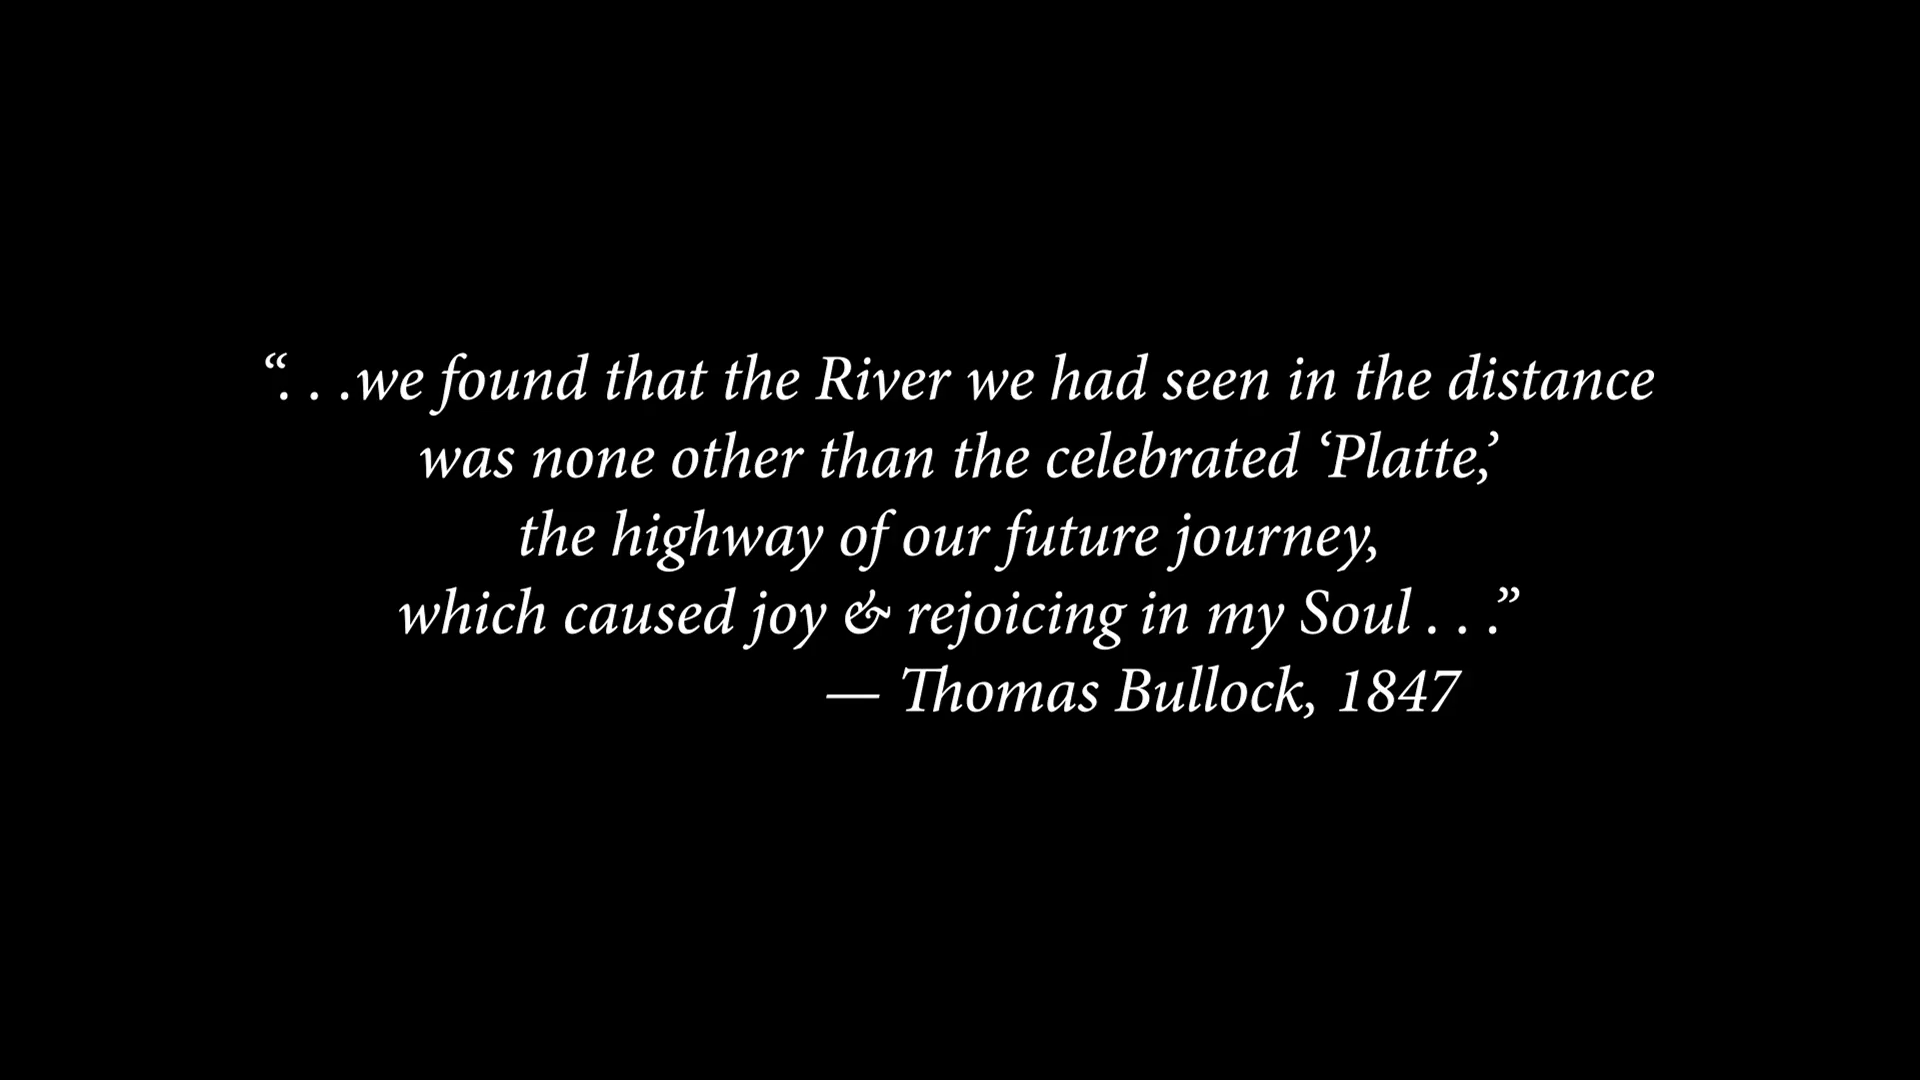 “. . .we found that the River we had seen in the distance
was none other than the celebrated ‘Platte,’
the highway of our future journey,
which caused joy & rejoicing in my Soul . . .”
— Thomas Bullock, 1847